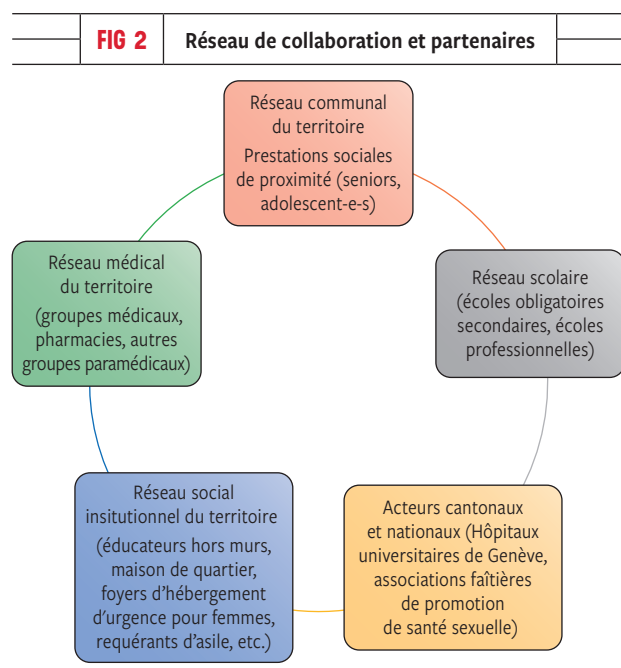 FIG 2 Réseau de collaboration et partenaires
Réseau communal
du territoire
Prestations sociales
de proximité (seniors,
adolescent-e-s)
Réseau médical
du territoire
(groupes médicaux,
pharmacies, autres
groupes paramédicaux)
Réseau scolaire
(écoles obligatoires
secondaires, écoles
professionnelles)
Réseau social
insitutionnel du territoire
(éducateurs hors murs,
maison de quartier,
foyers d'hébergement
d'urgence pour femmes,
requérants d'asile, etc.)
Acteurs cantonaux
et nationaux (Hôpitaux
universitaires de Genève,
associations faîtières
de promotion
de santé sexuelle)